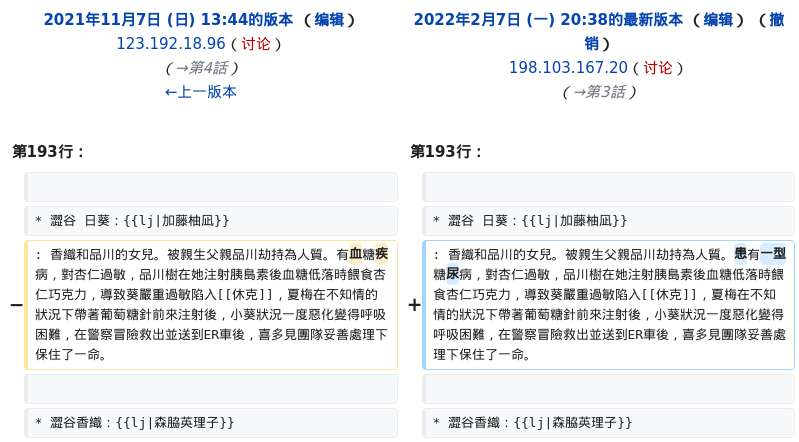 2021年11月7日 (日) 13:44的版本 （编辑）
123.192.18.96（讨论）
（→第4話）
←上一版本
第193行：
* 澀谷 日葵：{{lj|加藤柚凪}}
−
： 香織和品川的女兒。被親生父親品川劫持為人質。有血糖疾
病，對杏仁過敏，品川樹在她注射胰島素後血糖低落時餵食杏
仁巧克力，導致葵嚴重過敏陷入[[休克]]，夏梅在不知情的
狀況下帶著葡萄糖針前來注射後，小葵狀況一度惡化變得呼吸
困難，在警察冒險救出並送到ER車後，喜多見團隊妥善處理下
保住了一命。
* 澀谷香織：{{lj|森脇英理子}}
2022年2月7日 (一) 20:38的最新版本 （编辑）（撤
销）
198.103.167.20（讨论）
（→第3話）
第193行：
* 澀谷 日葵：{{lj|加藤柚凪}}
+
： 香織和品川的女兒。被親生父親品川劫持為人質。患有一型
糖尿病，對杏仁過敏，品川樹在她注射胰島素後血糖低落時餵
食杏仁巧克力，導致葵嚴重過敏陷入[[休克]]，夏梅在不知
情的狀況下帶著葡萄糖針前來注射後，小葵狀況一度惡化變得
呼吸困難，在警察冒險救出並送到ER車後，喜多見團隊妥善處
理下保住了一命。
* 澀谷香織：{{lj|森脇英理子}}